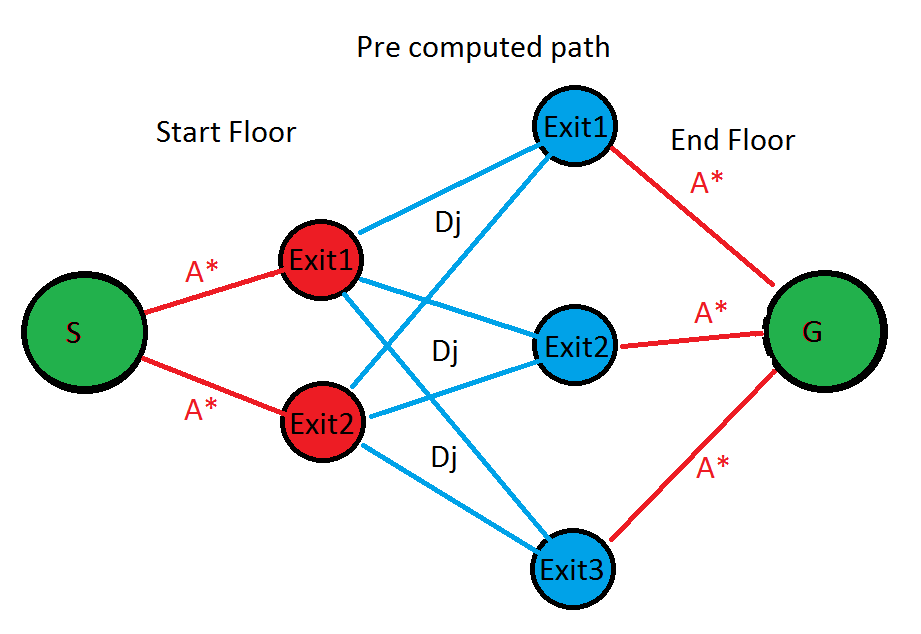 Pre computed path
Start Floor
End Floor
Exit1
A*
Dj
Exit1
A*
S
Dj
Exit2
A*
G
A*
Exit2
Dj
A*
Exit3